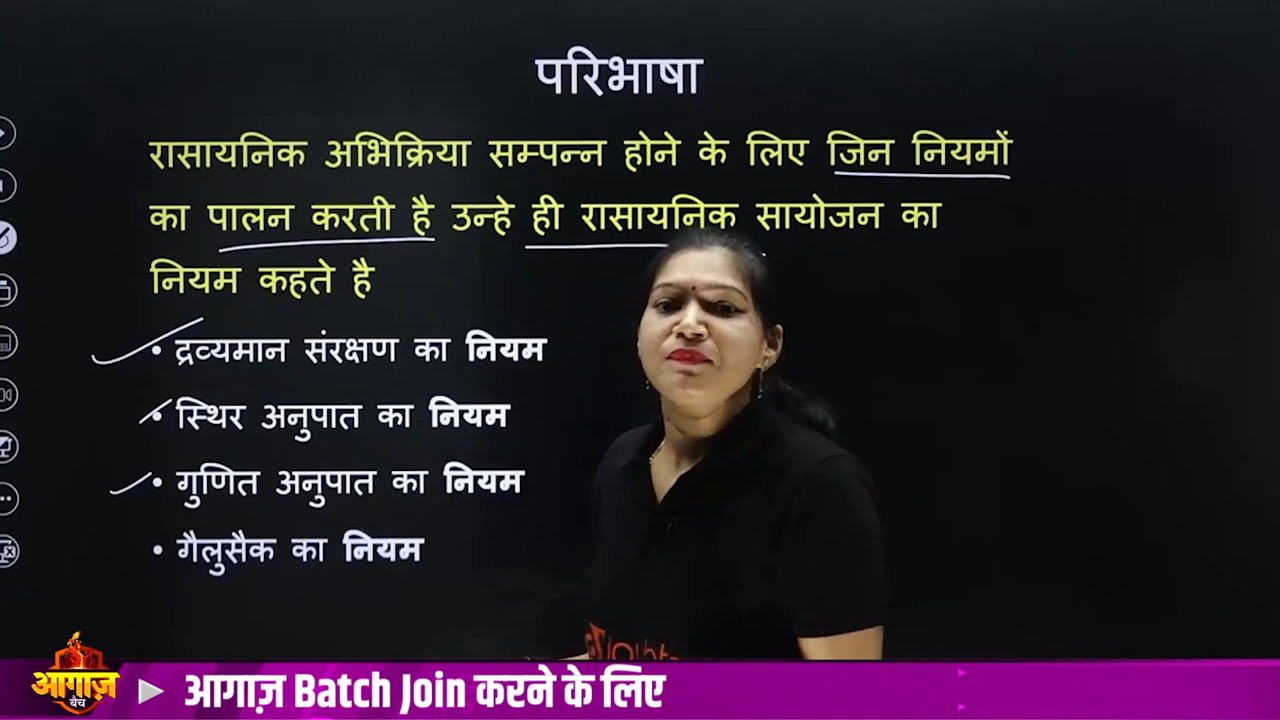 परिभाषा
रासायनिक अभिक्रिया सम्पन्न होने के लिए जिन नियमों
का पालन करती है उन्हे ही रासायनिक सायोजन का
नियम कहते है
• द्रव्यमान संरक्षण का नियम
• स्थिर अनुपात का नियम
• गुणित अनुपात का नियम
• गैलुसैक का नियम
आगाज़
बैच
आगाज़ Batch Join करने के लिए